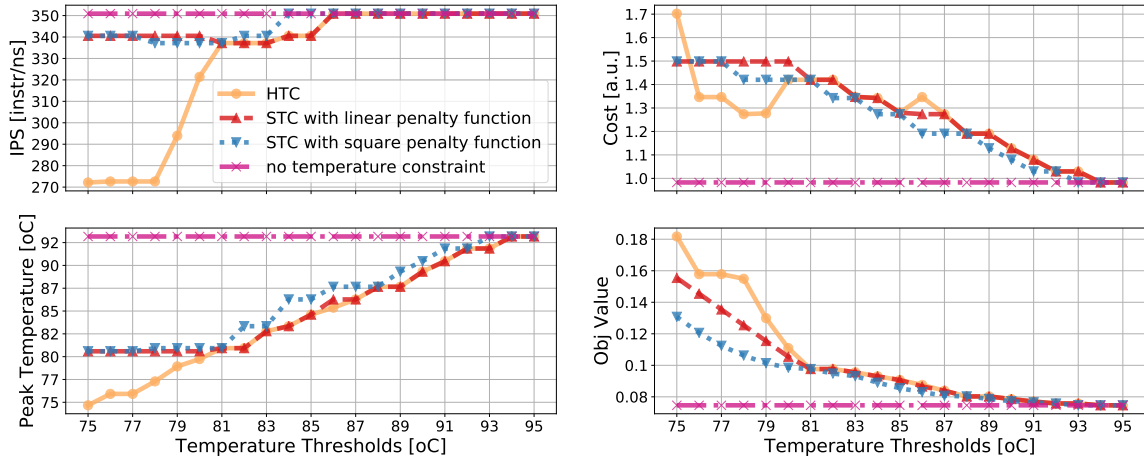 350
340
330
320
310
300
290
280
270
IPS [instr/ns]
HTC
STC with linear penalty function
STC with square penalty function
no temperature constraint
1.7
1.6
1.5
1.4
1.3
1.2
1.1
1.0
Cost [a.u.]
92
90
87
85
82
80
77
75
Peak Temperature [oC]
75 77 79 81 83 85 87 89 91 93 95
Temperature Thresholds [oC]
0.18
0.16
0.14
0.12
0.1
0.08
Obj Value
75 77 79 81 83 85 87 89 91 93 95
Temperature Thresholds [oC]